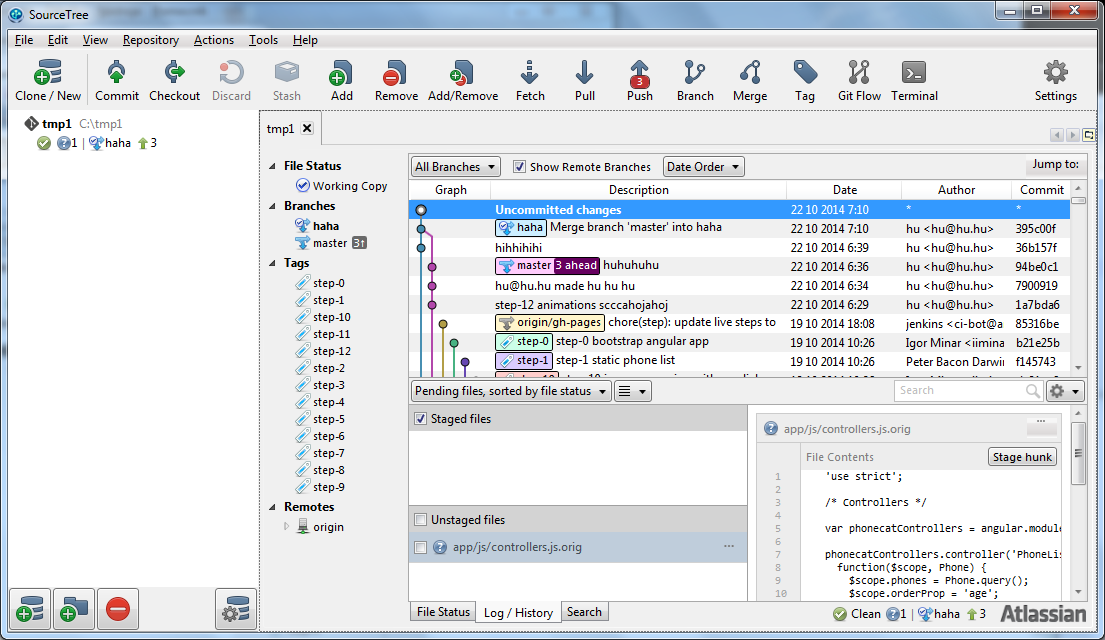 SourceTree
File Edit View Repository Actions Tools Help
Clone / New Commit Checkout Discard Stash Add Remove Add/Remove Fetch Pull 3 Push Branch Merge Tag Git Flow Terminal Settings
tmp1 C:\tmp1
1 | haha 3
tmp1
File Status
Working Copy
Branches
haha
master 3↑
Tags
step-0
step-1
step-10
step-11
step-12
step-2
step-3
step-4
step-5
step-6
step-7
step-8
step-9
Remotes
origin
All Branches Show Remote Branches Date Order Jump to:
Graph Description Date Author Commit
Uncommitted changes 22 10 2014 7:10 * *
haha Merge branch 'master' into haha 22 10 2014 7:10 hu <hu@hu.hu> 395c00f
hihhihihi 22 10 2014 6:39 hu <hu@hu.hu> 36b157f
master 3 ahead huhuhuhu 22 10 2014 6:36 hu <hu@hu.hu> 94be0c1
hu@hu.hu made hu hu hu 22 10 2014 6:34 hu <hu@hu.hu> 7900919
step-12 animations scccahojahoj 22 10 2014 6:29 hu <hu@hu.hu> 1a7bda6
origin/gh-pages chore(step): update live steps to 19 10 2014 18:08 jenkins <ci-bot@a 85316be
step-0 step-0 bootstrap angular app 19 10 2014 10:26 Igor Minar <iimina b21e25b
step-1 step-1 static phone list 19 10 2014 10:26 Peter Bacon Darwin f145743
Pending files, sorted by file status Search
Staged files
Unstaged files
app/js/controllers.js.orig ...
app/js/controllers.js.orig ...
File Contents Stage hunk
1 'use strict';
2
3 /* Controllers */
4
5 var phonecatControllers = angular.module
6
7 phonecatControllers.controller('PhoneLis
8 function($scope, Phone) {
9 $scope.phones = Phone.query();
10 $scope.orderProp = 'age';
File Status Log / History Search
Clean 1 | haha 3 Atlassian